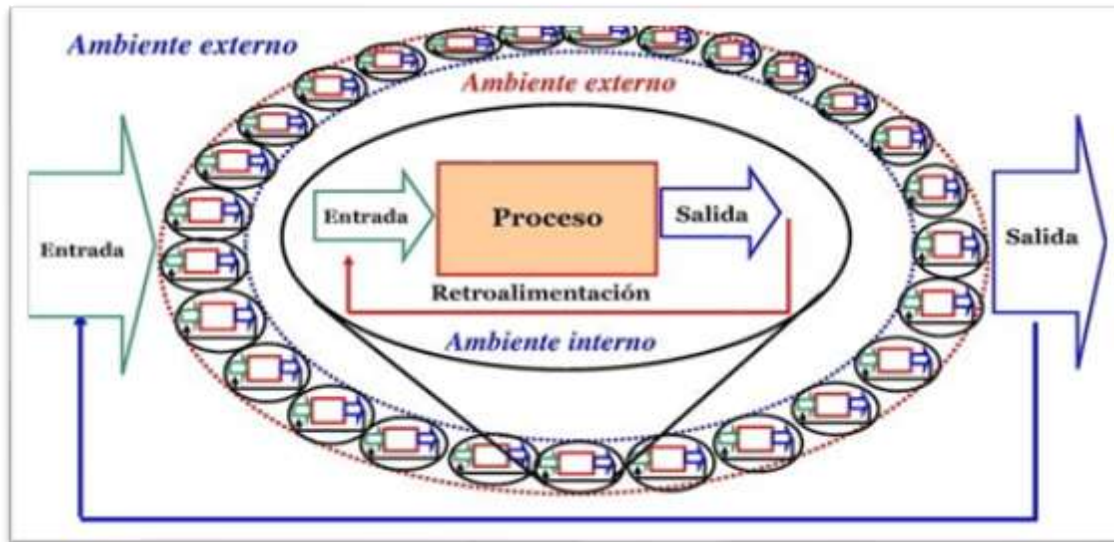 Ambiente externo
Ambiente externo
Entrada
Entrada
Proceso
Salida
Salida
Retroalimentación
Ambiente interno